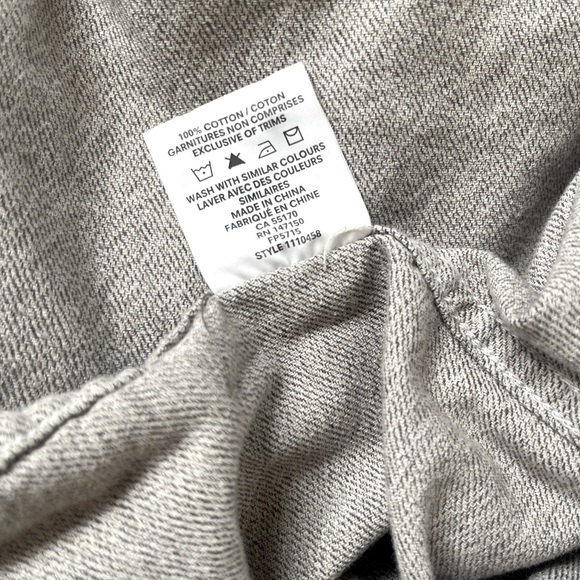 100% COTTON / COTON
GARNITURES NON COMPRISES
EXCLUSIVE OF TRIMS
WASH WITH SIMILAR COLOURS
LAVER AVEC DES COULEURS
SIMILAIRES
MADE IN CHINA
FABRIQUÉ EN CHINE
CA 55170
RN 147150
FP5715
STYLE 1110458